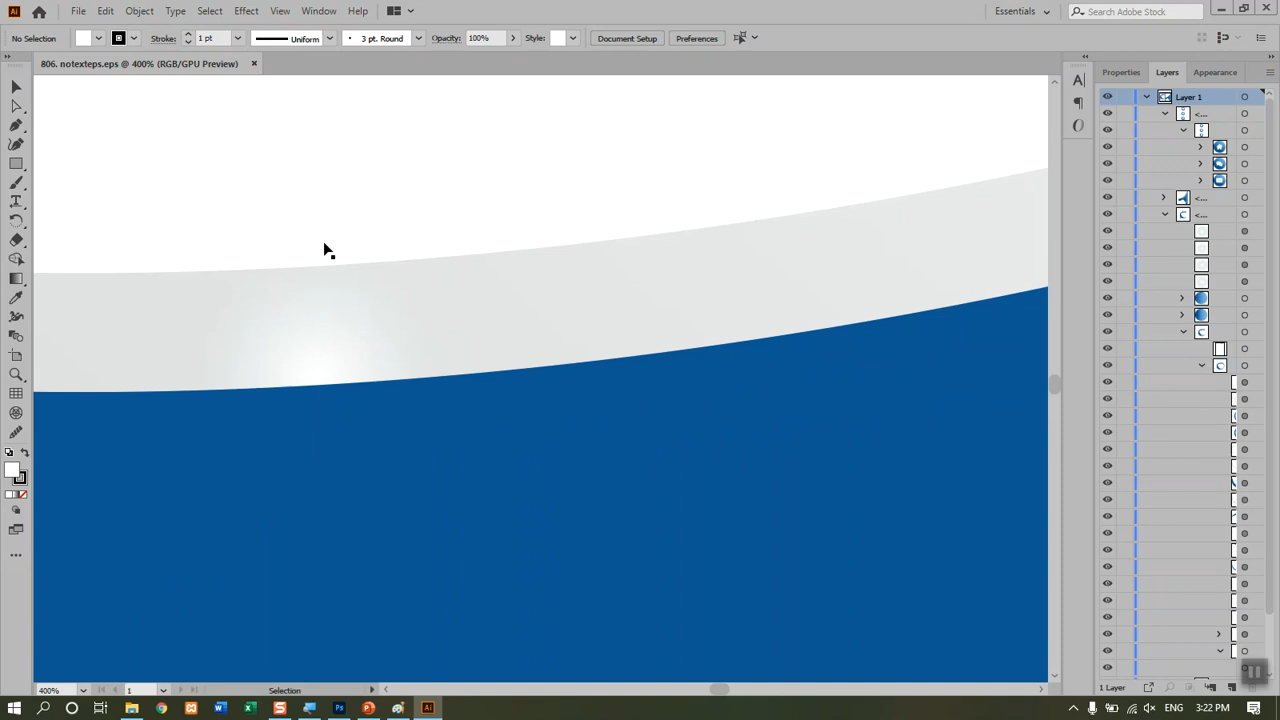 File Edit Object Type Select Effect View Window Help
Essentials
Search Adobe Stock
No Selection
Stroke:
1 pt
Uniform
3 pt. Round
Opacity:
100%
Style:
Document Setup
Preferences
806. notexteps.eps @ 400% (RGB/GPU Preview)
Properties
Layers
Appearance
Layer 1
<...
<...
<...
400%
1
Selection
1 Layer
ENG
3:22 PM